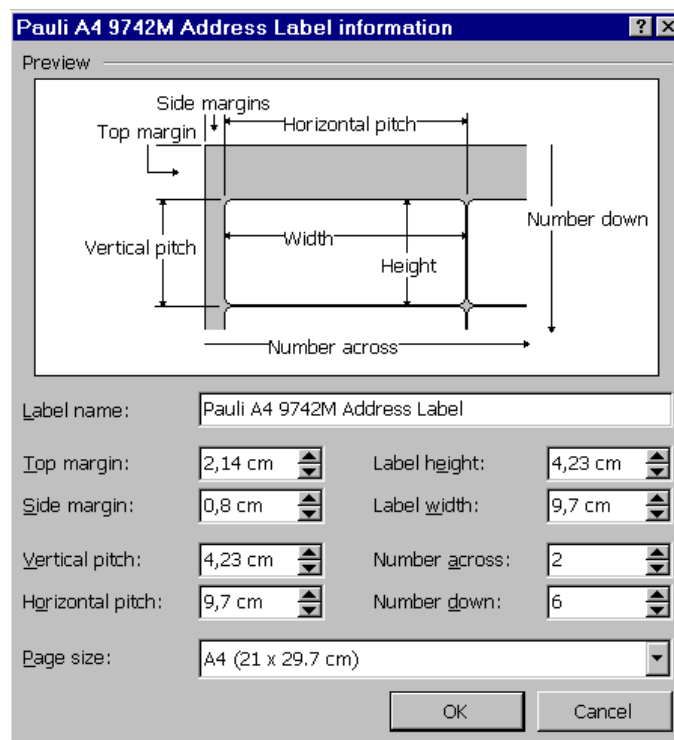 Pauli A4 9742M Address Label information
Preview
Side margins
Top margin
Horizontal pitch
Number down
Vertical pitch
Width
Height
Number across
Label name: Pauli A4 9742M Address Label
Top margin: 2,14 cm Label height: 4,23 cm
Side margin: 0,8 cm Label width: 9,7 cm
Vertical pitch: 4,23 cm Number across: 2
Horizontal pitch: 9,7 cm Number down: 6
Page size: A4 (21 x 29.7 cm)
OK Cancel